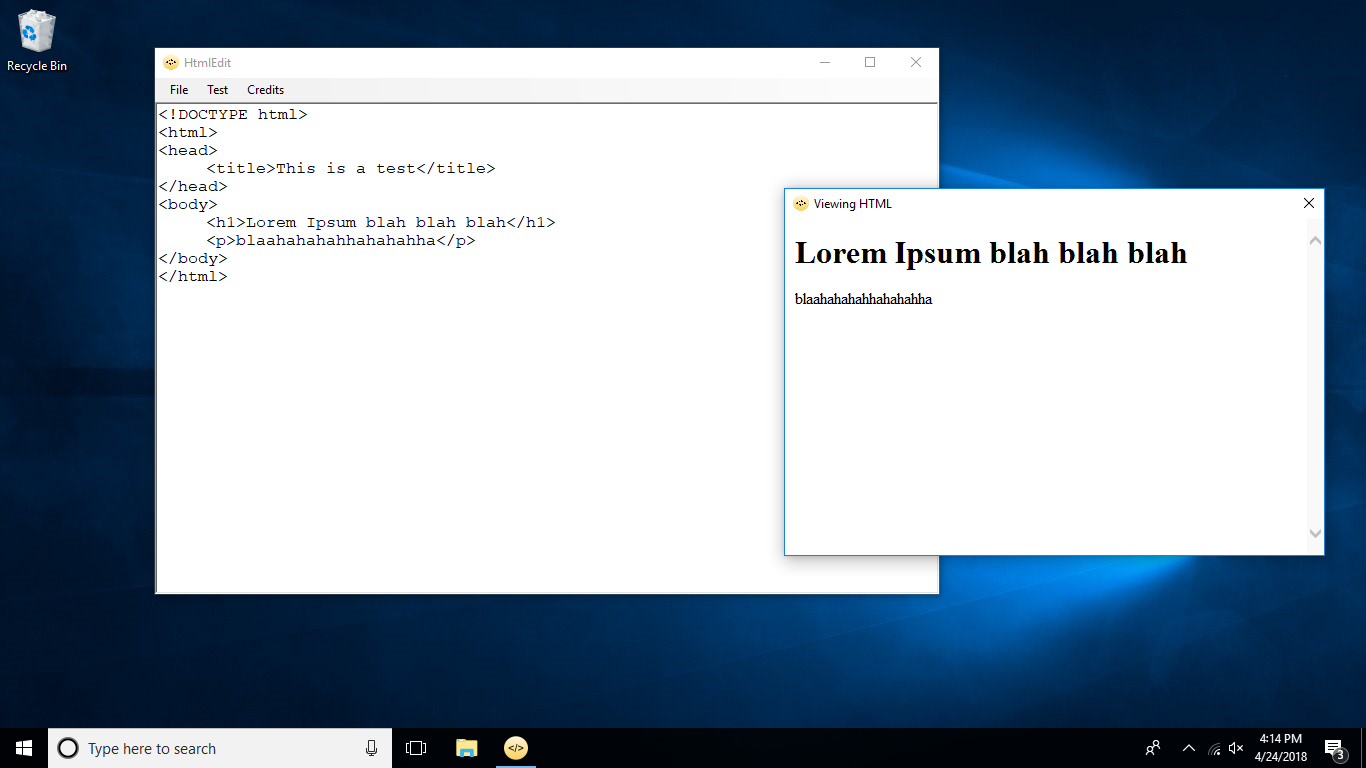 Recycle Bin
HtmlEdit
File Test Credits
<!DOCTYPE html>
<html>
<head>
<title>This is a test</title>
</head>
<body>
<h1>Lorem Ipsum blah blah blah</h1>
<p>blaahahahahhahahahha</p>
</body>
</html>
Viewing HTML
Lorem Ipsum blah blah blah
blaahahahahhahahahha
Type here to search
</>
4:14 PM
4/24/2018
3